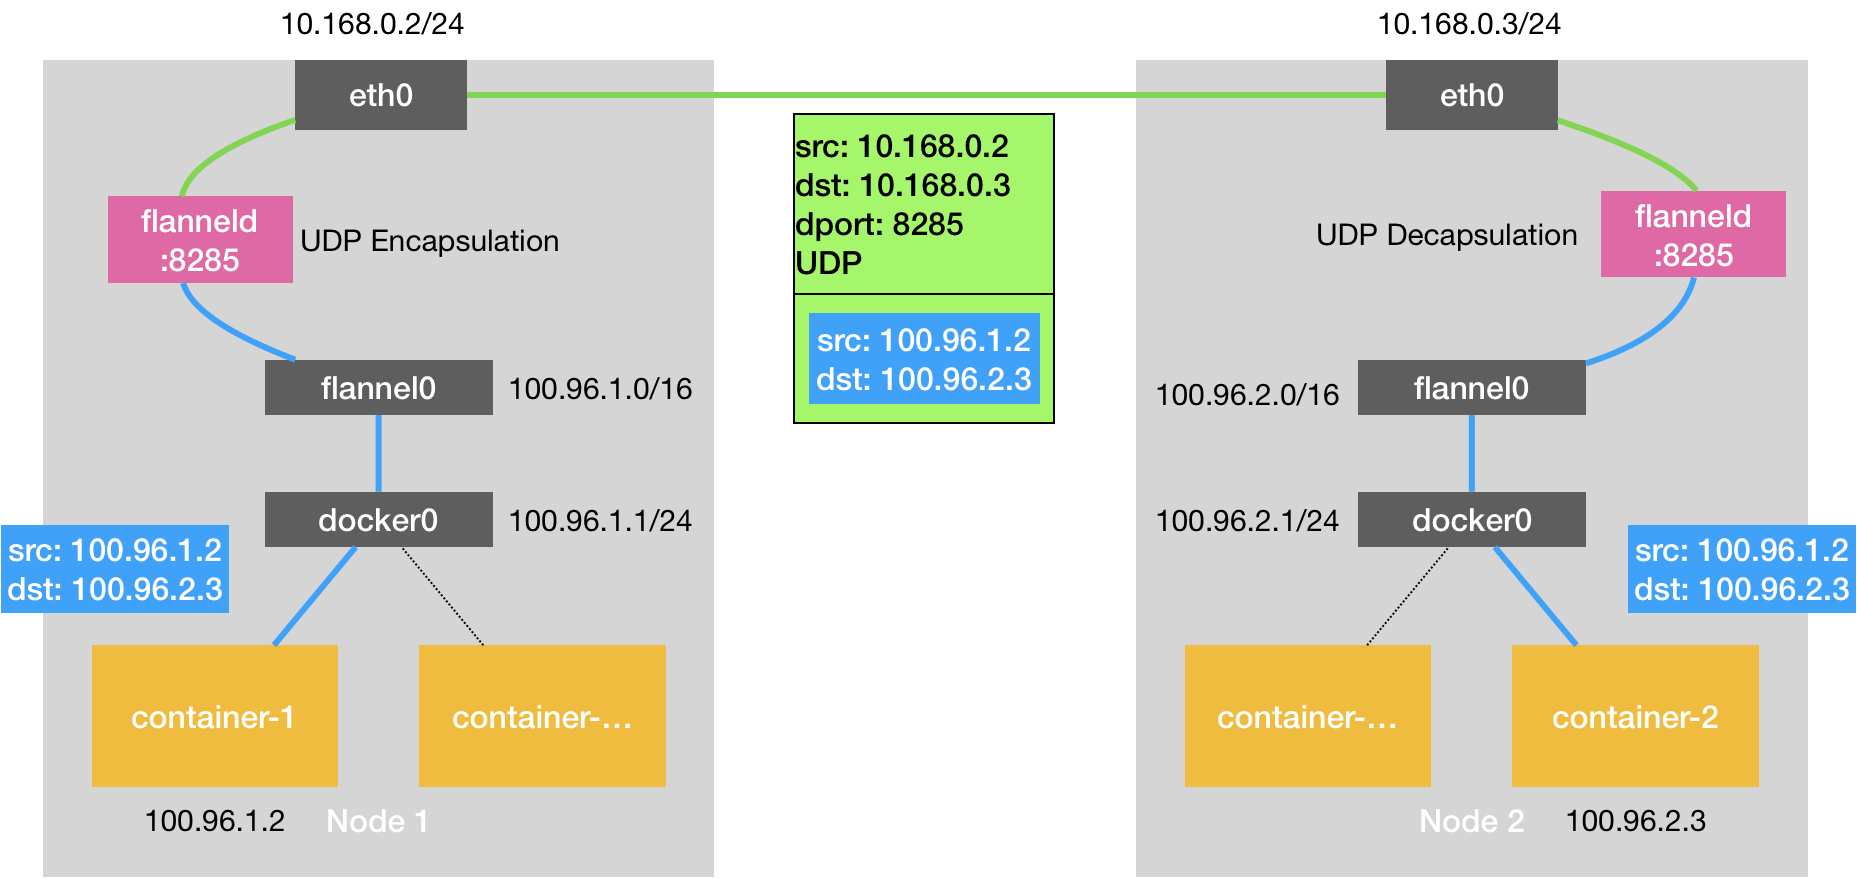 10.168.0.2/24
10.168.0.3/24
eth0
eth0
src: 10.168.0.2
dst: 10.168.0.3
dport: 8285
UDP
flanneld
:8285
UDP Encapsulation
UDP Decapsulation
flanneld
:8285
src: 100.96.1.2
dst: 100.96.2.3
flannel0
100.96.1.0/16
100.96.2.0/16
flannel0
docker0
100.96.1.1/24
100.96.2.1/24
docker0
src: 100.96.1.2
dst: 100.96.2.3
src: 100.96.1.2
dst: 100.96.2.3
container-1
container-...
container-...
container-2
100.96.1.2
Node 1
Node 2
100.96.2.3